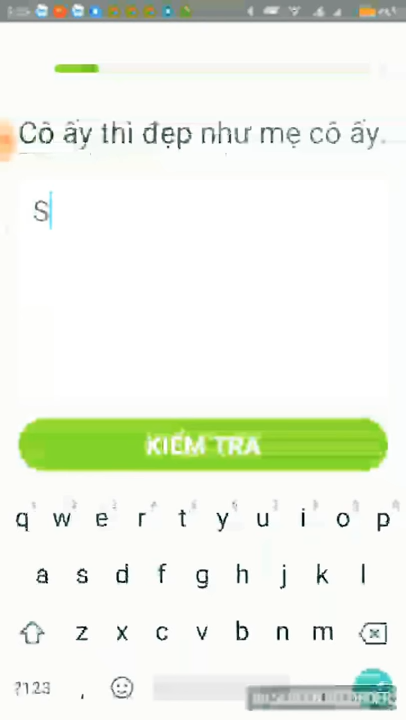 Cô ấy thì đẹp như mẹ cô ấy.
S
KIỂM TRA
q w e r t y u i o p
a s d f g h j k l
z x c v b n m
?123 ,